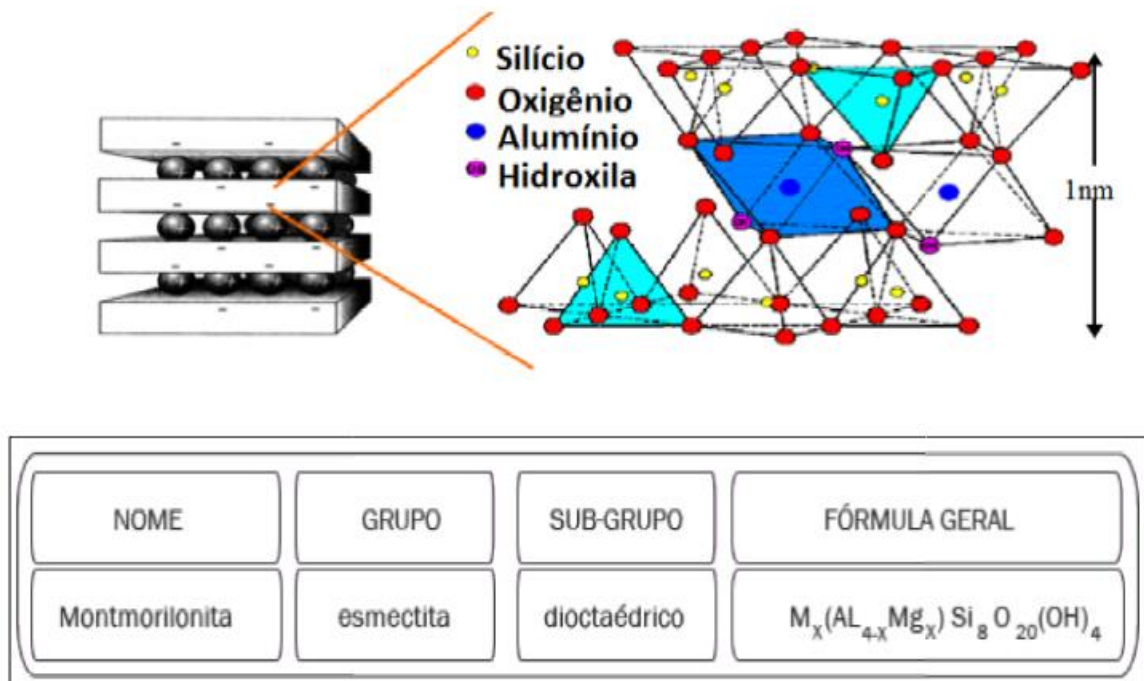 Silício
Oxigênio
Alumínio
Hidroxila
1nm
NOME GRUPO SUB-GRUPO FÓRMULA GERAL
Montmorilonita esmectita dioctaédrico Mₓ(AL₄₋ₓMgₓ) Si₈ O₂₀(OH)₄